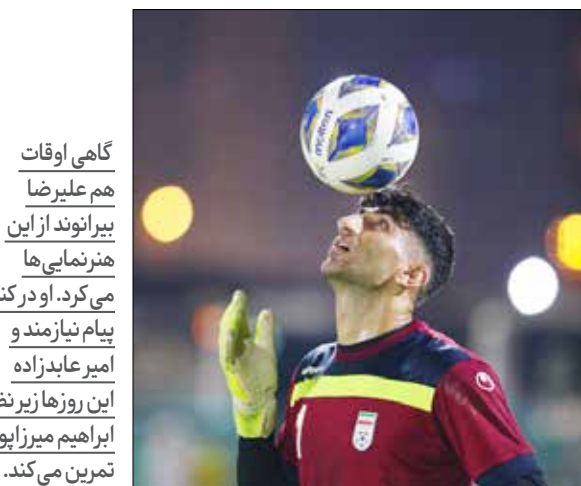 گاهی اوقات
هم علیرضا
بیرانوند از این
هنرنمایی‌ها
می‌کرد. او در
پیام نیازمند و
امیر عابدزاده
این روزها زیر
ابراهیم
تمرین می‌کند.
molten
1